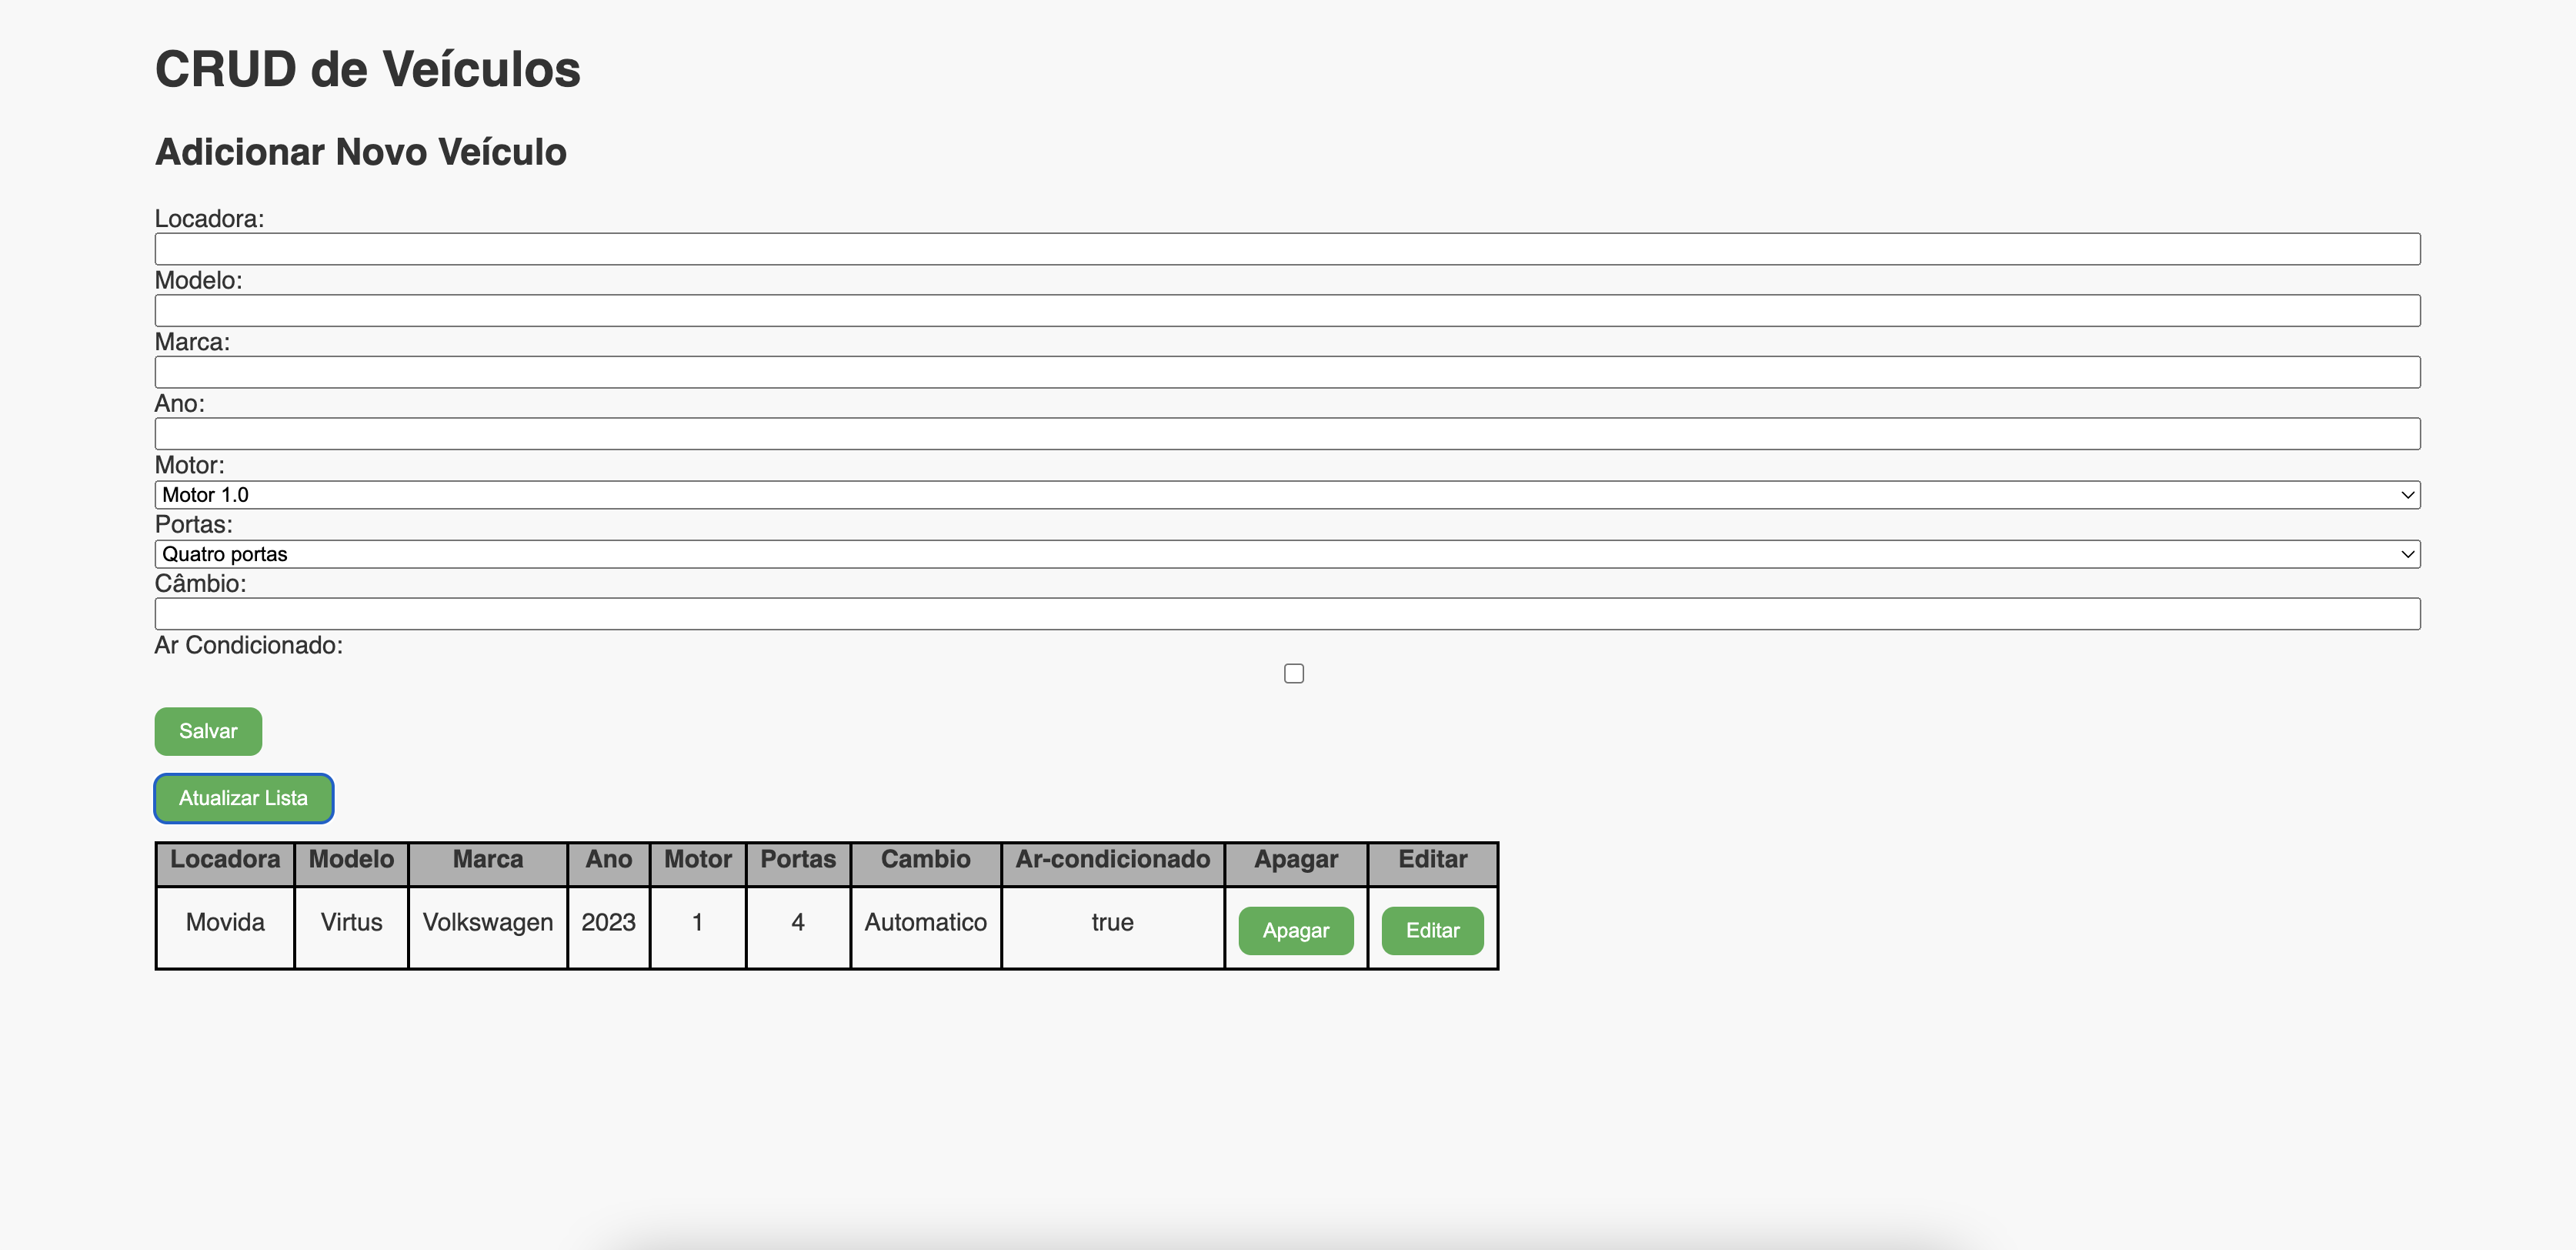 CRUD de Veículos
Adicionar Novo Veículo
Locadora:
Modelo:
Marca:
Ano:
Motor:
Motor 1.0
Portas:
Quatro portas
Câmbio:
Ar Condicionado:
Salvar
Atualizar Lista
Locadora Modelo Marca Ano Motor Portas Cambio Ar-condicionado Apagar Editar
Movida Virtus Volkswagen 2023 1 4 Automatico true Apagar Editar